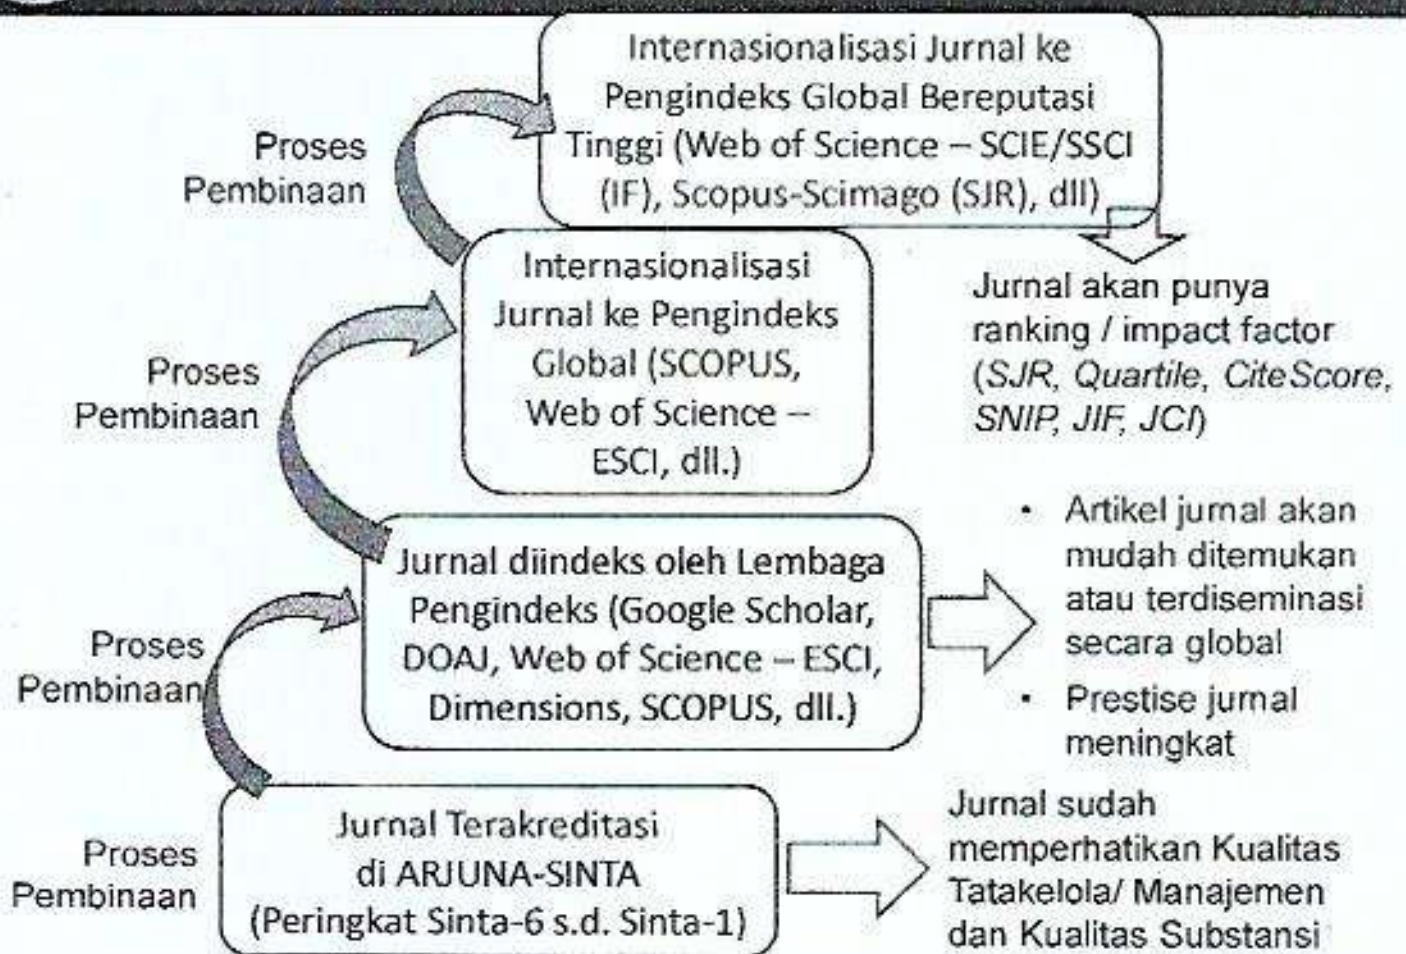 Internasionalisasi Jurnal ke
Pengindeks Global Bereputasi
Tinggi (Web of Science – SCIE/SSCI
(IF), Scopus-Scimago (SJR), dll)
Proses
Pembinaan
Jurnal akan punya
ranking / impact factor
(SJR, Quartile, CiteScore,
SNIP, JIF, JCI)
Internasionalisasi
Jurnal ke Pengindeks
Global (SCOPUS,
Web of Science –
ESCI, dll.)
Proses
Pembinaan
Jurnal diindeks oleh Lembaga
Pengindeks (Google Scholar,
DOAJ, Web of Science – ESCI,
Dimensions, SCOPUS, dll.)
• Artikel jurnal akan
mudah ditemukan
atau terdiseminasi
secara global
• Prestise jurnal
meningkat
Proses
Pembinaan
Jurnal Terakreditasi
di ARJUNA-SINTA
(Peringkat Sinta-6 s.d. Sinta-1)
Jurnal sudah
memperhatikan Kualitas
Tatakelola/ Manajemen
dan Kualitas Substansi
Proses
Pembinaan